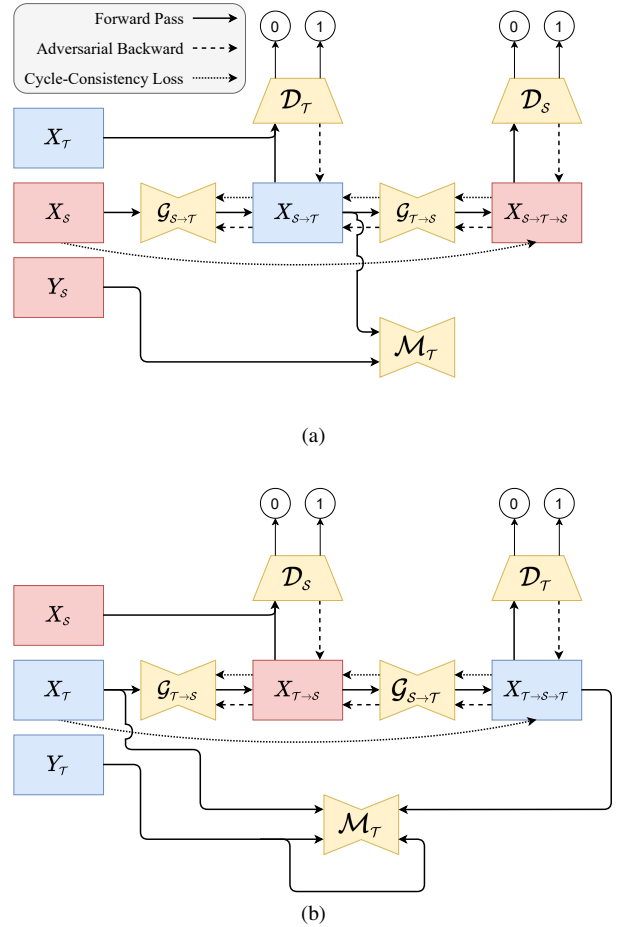 Forward Pass
Adversarial Backward
Cycle-Consistency Loss
0 1 0 1
𝒟_𝒯 𝒟_𝒮
X_𝒯
X_𝒮 𝒢_{𝒮→𝒯} X_{𝒮→𝒯} 𝒢_{𝒯→𝒮} X_{𝒮→𝒯→𝒮}
Y_𝒮
ℳ_𝒯
(a)
0 1 0 1
𝒟_𝒮 𝒟_𝒯
X_𝒮
X_𝒯 𝒢_{𝒯→𝒮} X_{𝒯→𝒮} 𝒢_{𝒮→𝒯} X_{𝒯→𝒮→𝒯}
Y_𝒯
ℳ_𝒯
(b)